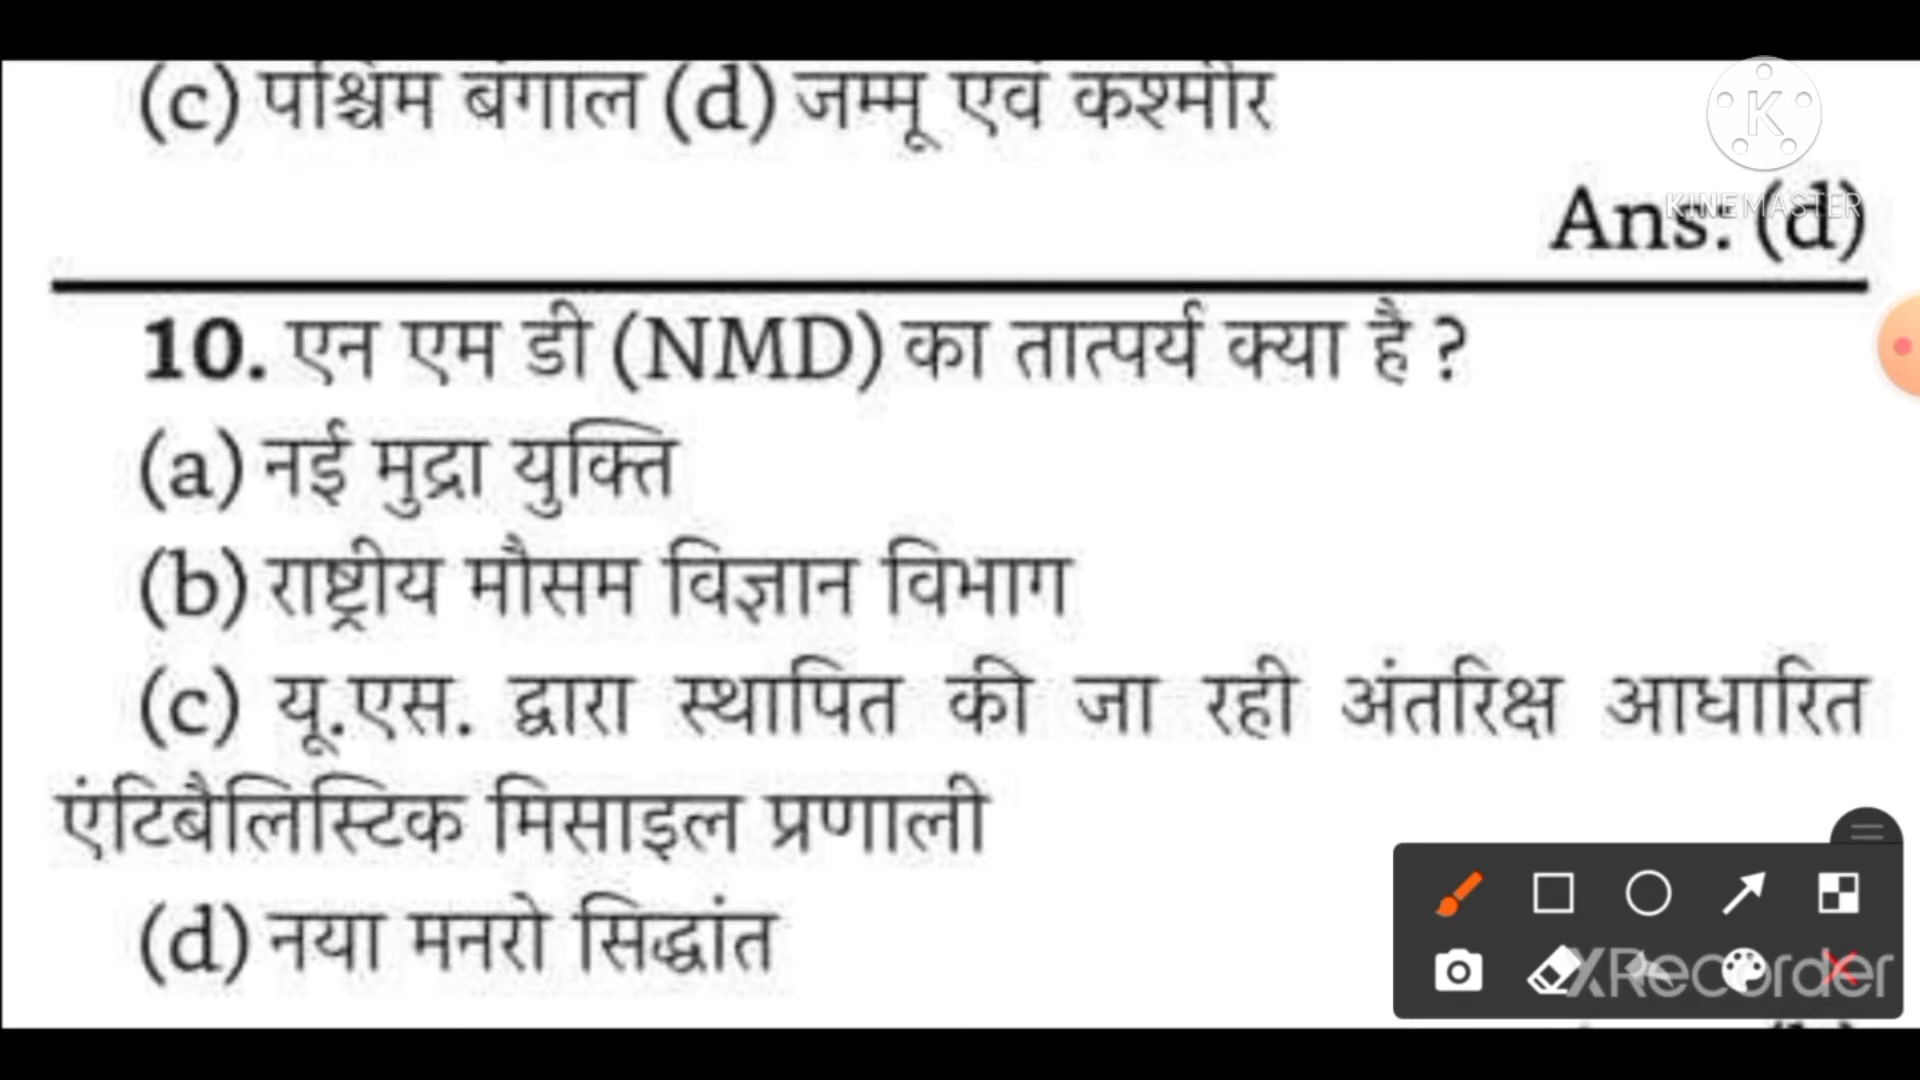 (c) पश्चिम बंगाल (d) जम्मू एवं कश्मीर
K
KINEMASTER
Ans: (d)
10. एन एम डी (NMD) का तात्पर्य क्या है ?
(a) नई मुद्रा युक्ति
(b) राष्ट्रीय मौसम विज्ञान विभाग
(c) यू.एस. द्वारा स्थापित की जा रही अंतरिक्ष आधारित
एंटिबैलिस्टिक मिसाइल प्रणाली
(d) नया मनरो सिद्धांत
XRecorder